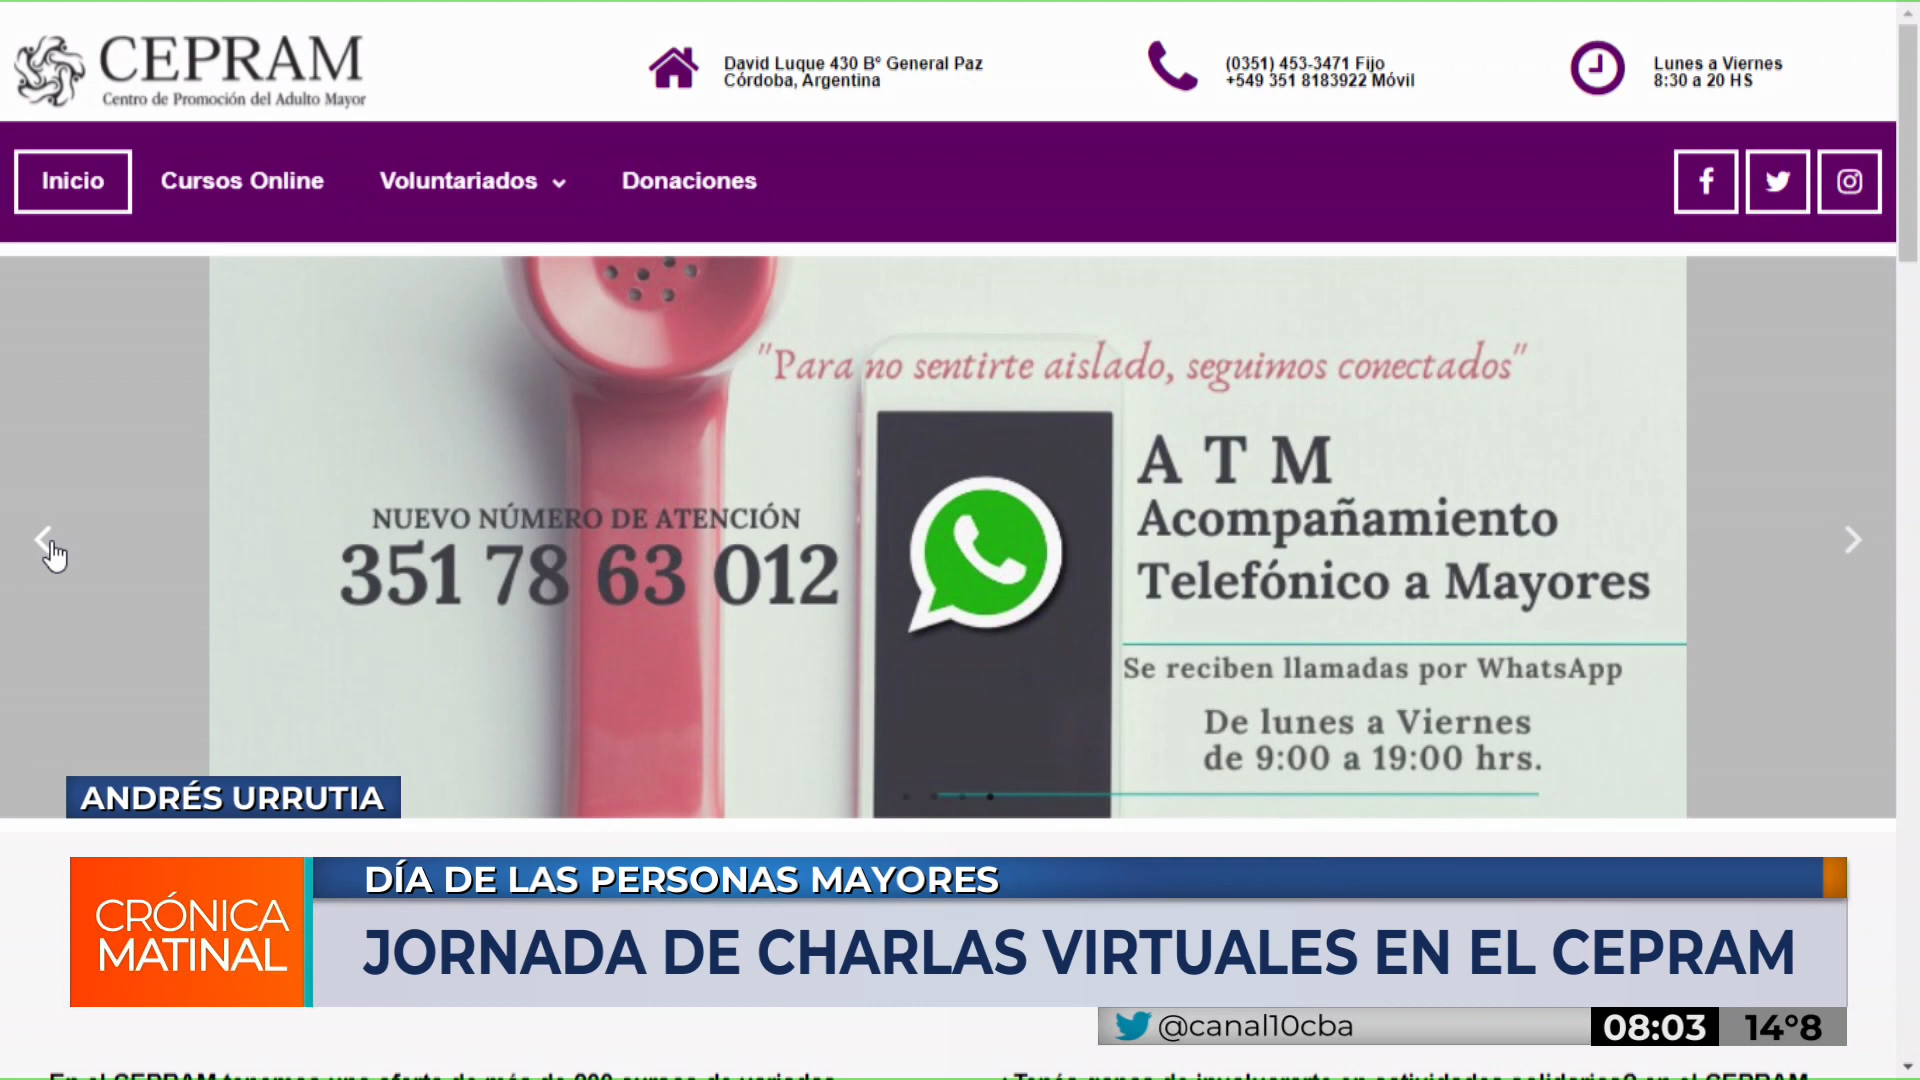 CEPRAM
Centro de Promoción del Adulto Mayor
David Luque 430 Bº General Paz
Córdoba, Argentina
(0351) 453-3471 Fijo
+549 351 8183922 Móvil
Lunes a Viernes
8:30 a 20 HS
Inicio
Cursos Online
Voluntariados
Donaciones
"Para no sentirte aislado, seguimos conectados"
NUEVO NÚMERO DE ATENCIÓN
351 78 63 012
A T M
Acompañamiento
Telefónico a Mayores
Se reciben llamadas por WhatsApp
De lunes a Viernes
de 9:00 a 19:00 hrs.
ANDRÉS URRUTIA
CRÓNICA
MATINAL
DÍA DE LAS PERSONAS MAYORES
JORNADA DE CHARLAS VIRTUALES EN EL CEPRAM
@canal10cba
08:03
14º8